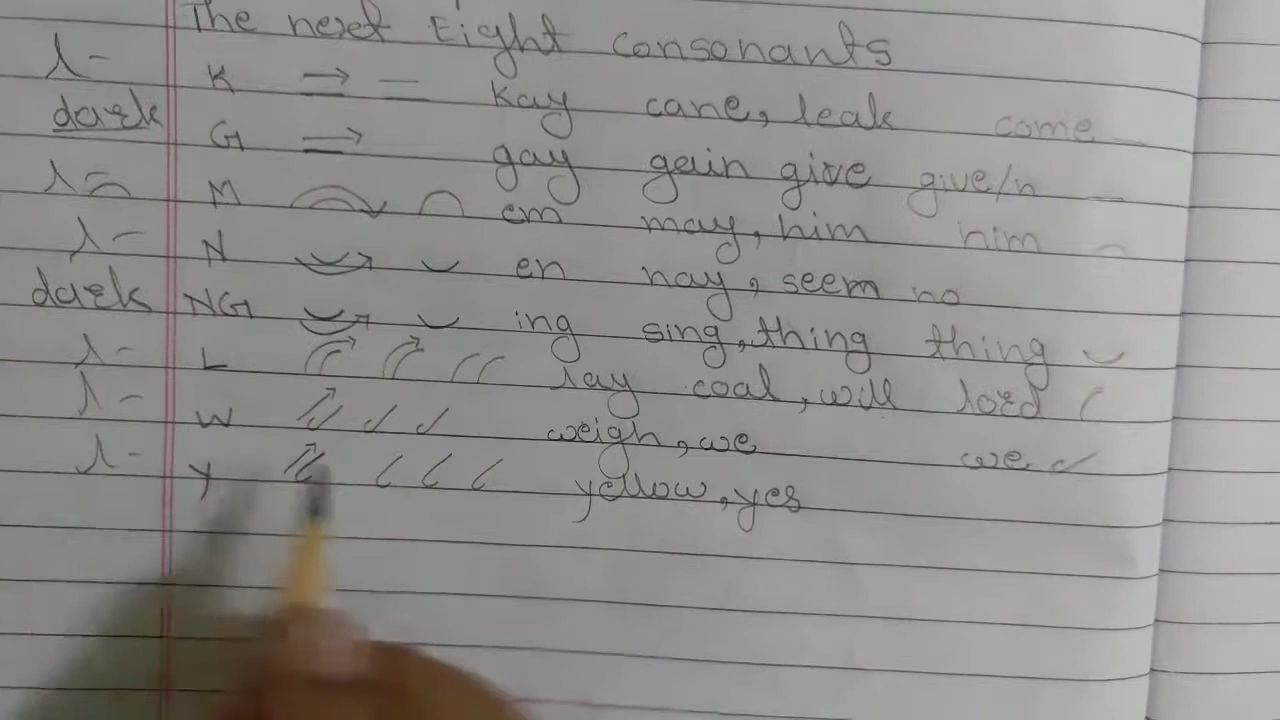 The next Eight consonants
λ- K → — kay cane, leak come —
dark G → gay gain give give/n —
λ- M em may, him him
λ- N en nay, seem no
dark NG ing sing, thing thing
λ- L lay coal, will lord
λ- W weigh, we we
λ- Y yellow, yes